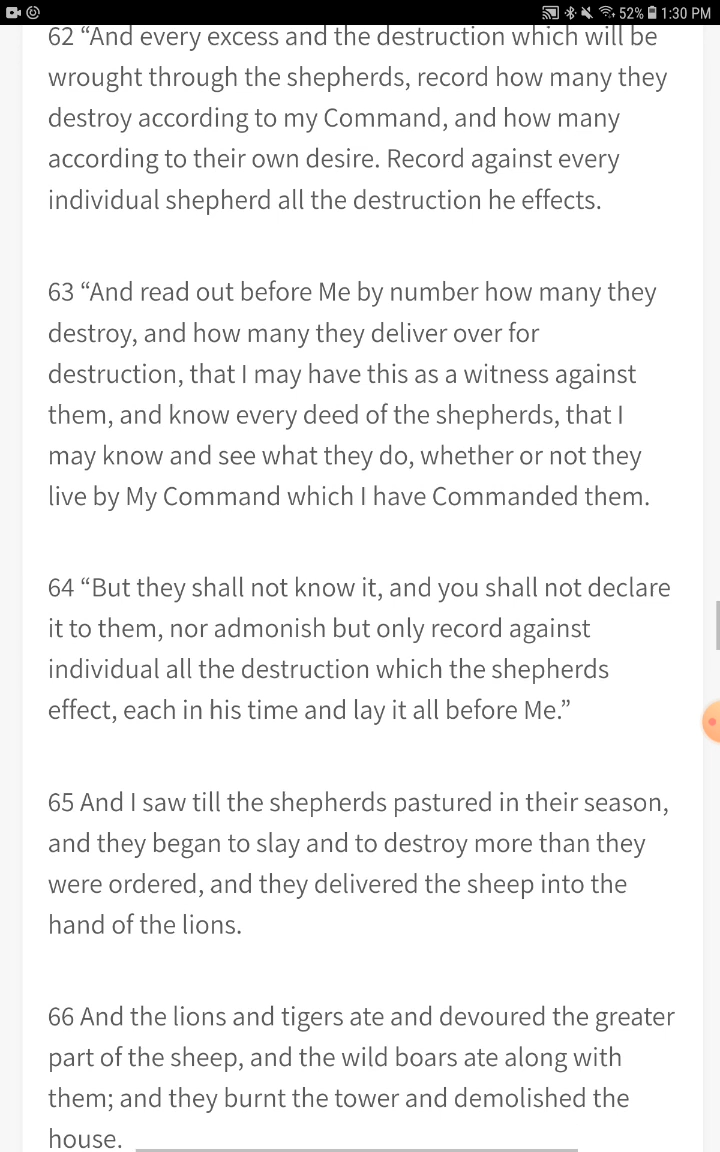 52% 1:30 PM
62 “And every excess and the destruction which will be
wrought through the shepherds, record how many they
destroy according to my Command, and how many
according to their own desire. Record against every
individual shepherd all the destruction he effects.
63 “And read out before Me by number how many they
destroy, and how many they deliver over for
destruction, that I may have this as a witness against
them, and know every deed of the shepherds, that I
may know and see what they do, whether or not they
live by My Command which I have Commanded them.
64 “But they shall not know it, and you shall not declare
it to them, nor admonish but only record against
individual all the destruction which the shepherds
effect, each in his time and lay it all before Me.”
65 And I saw till the shepherds pastured in their season,
and they began to slay and to destroy more than they
were ordered, and they delivered the sheep into the
hand of the lions.
66 And the lions and tigers ate and devoured the greater
part of the sheep, and the wild boars ate along with
them; and they burnt the tower and demolished the
house.